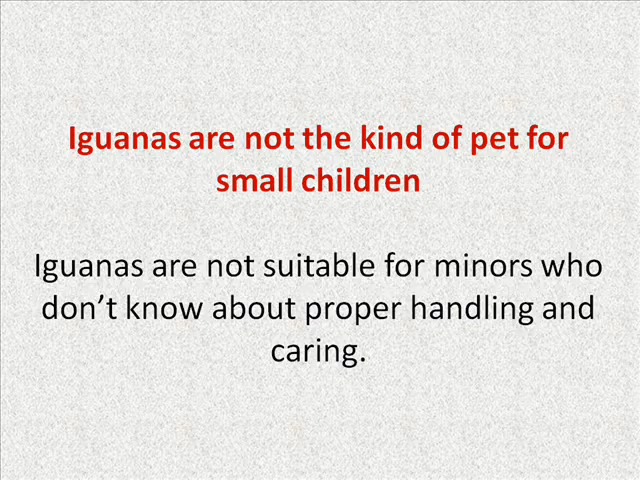 Iguanas are not the kind of pet for
small children
Iguanas are not suitable for minors who
don’t know about proper handling and
caring.